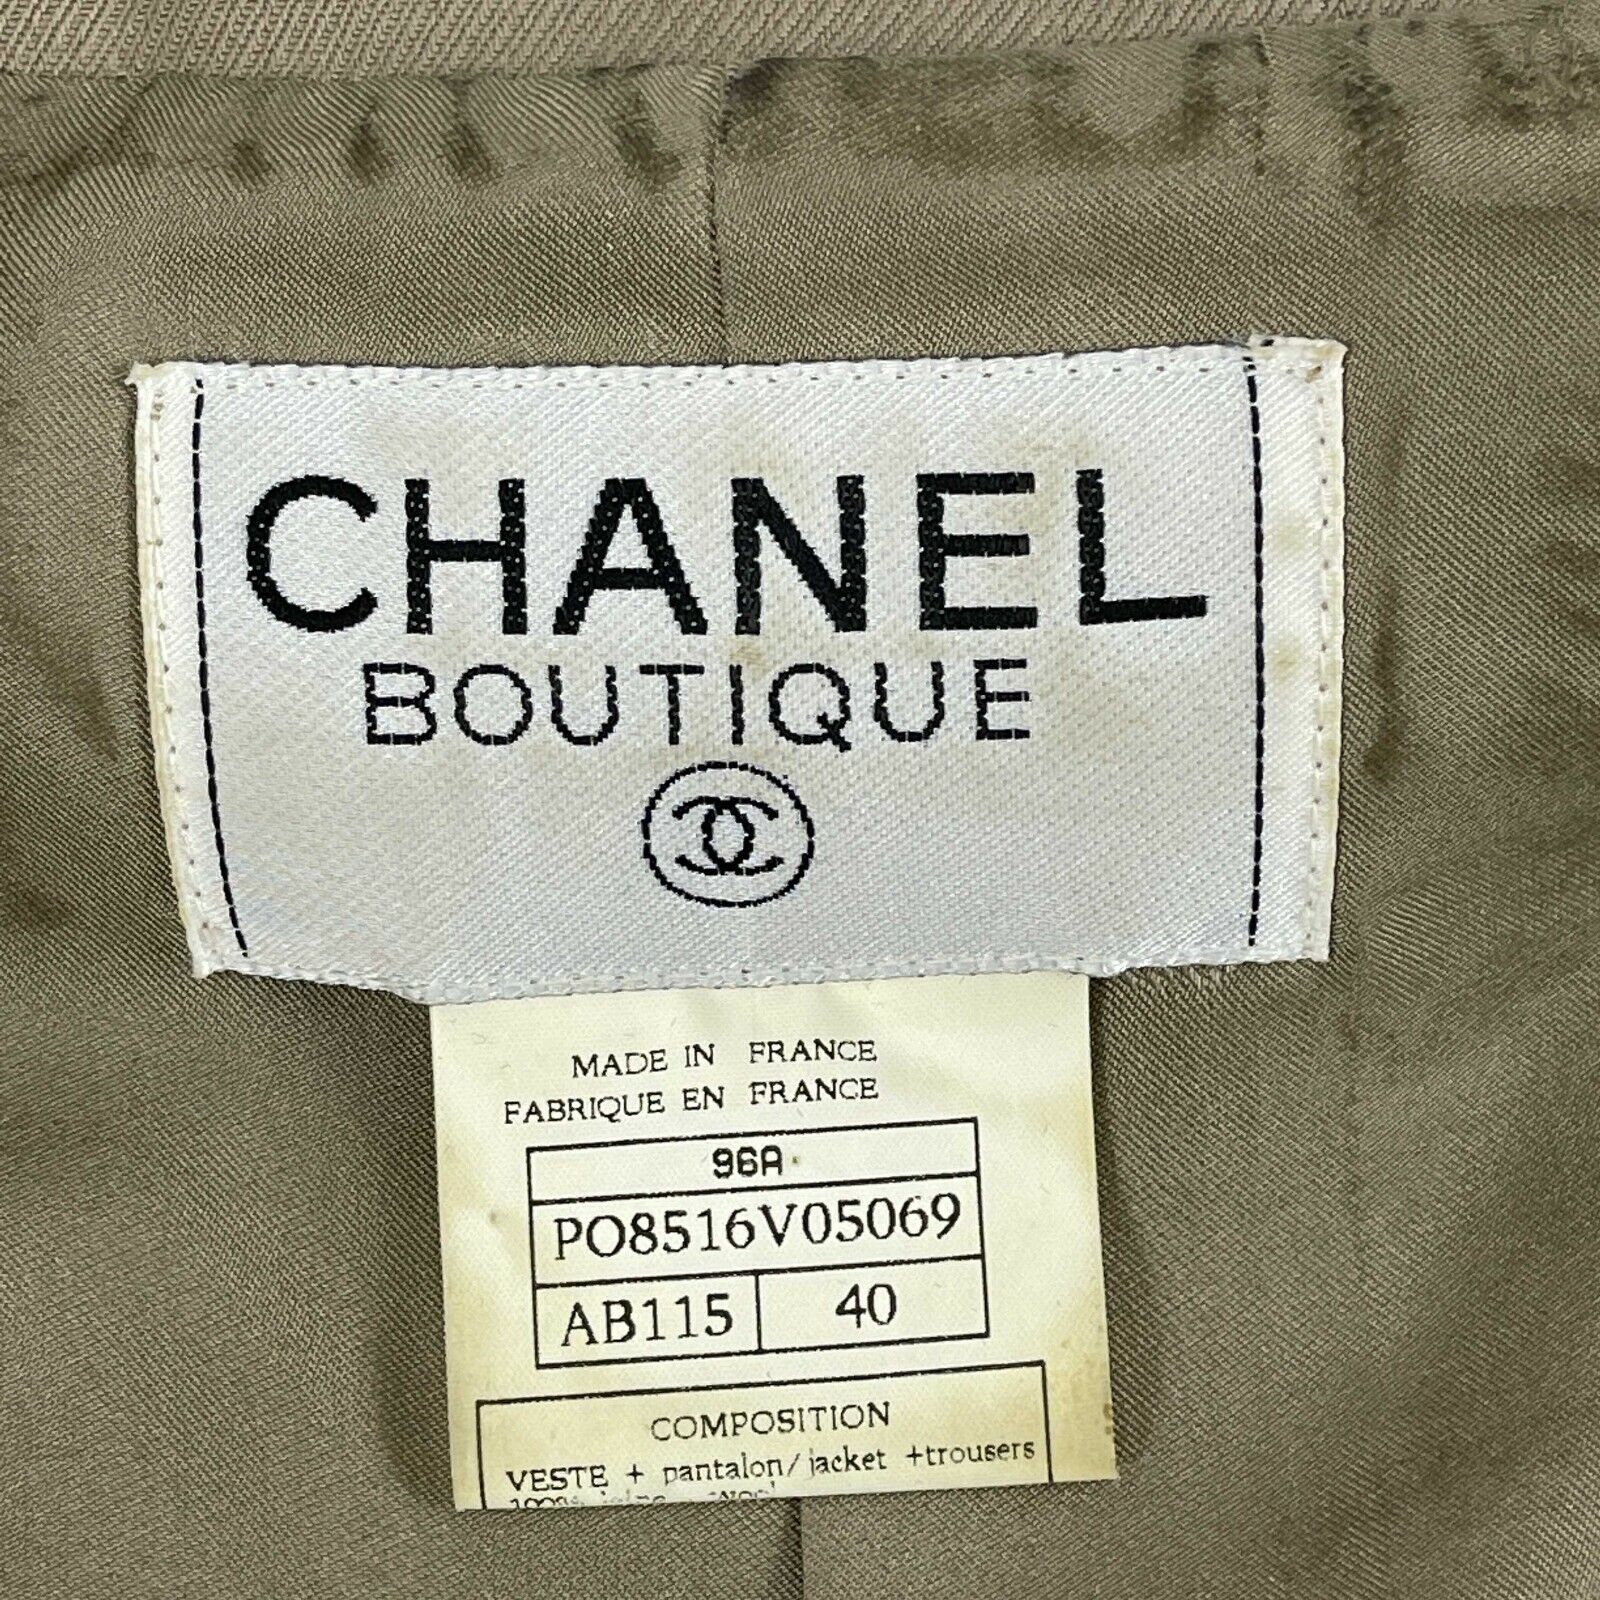 CHANEL
BOUTIQUE
MADE IN FRANCE
FABRIQUE EN FRANCE
96A
PO8516V05069
AB115 40
COMPOSITION
VESTE + pantalon/jacket +trousers